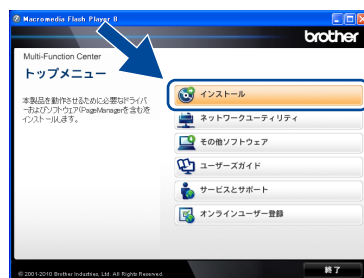 Macromedia Flash Player 8
brother
Multi-Function Center
トップメニュー
本製品を動作させるために必要なドライバ
ーおよびソフトウェア(PageManagerを含む)を
インストールします。
インストール
ネットワークユーティリティ
その他ソフトウェア
ユーザーズガイド
サービスとサポート
オンラインユーザー登録
© 2001-2010 Brother Industries, Ltd. All Rights Reserved.
終了